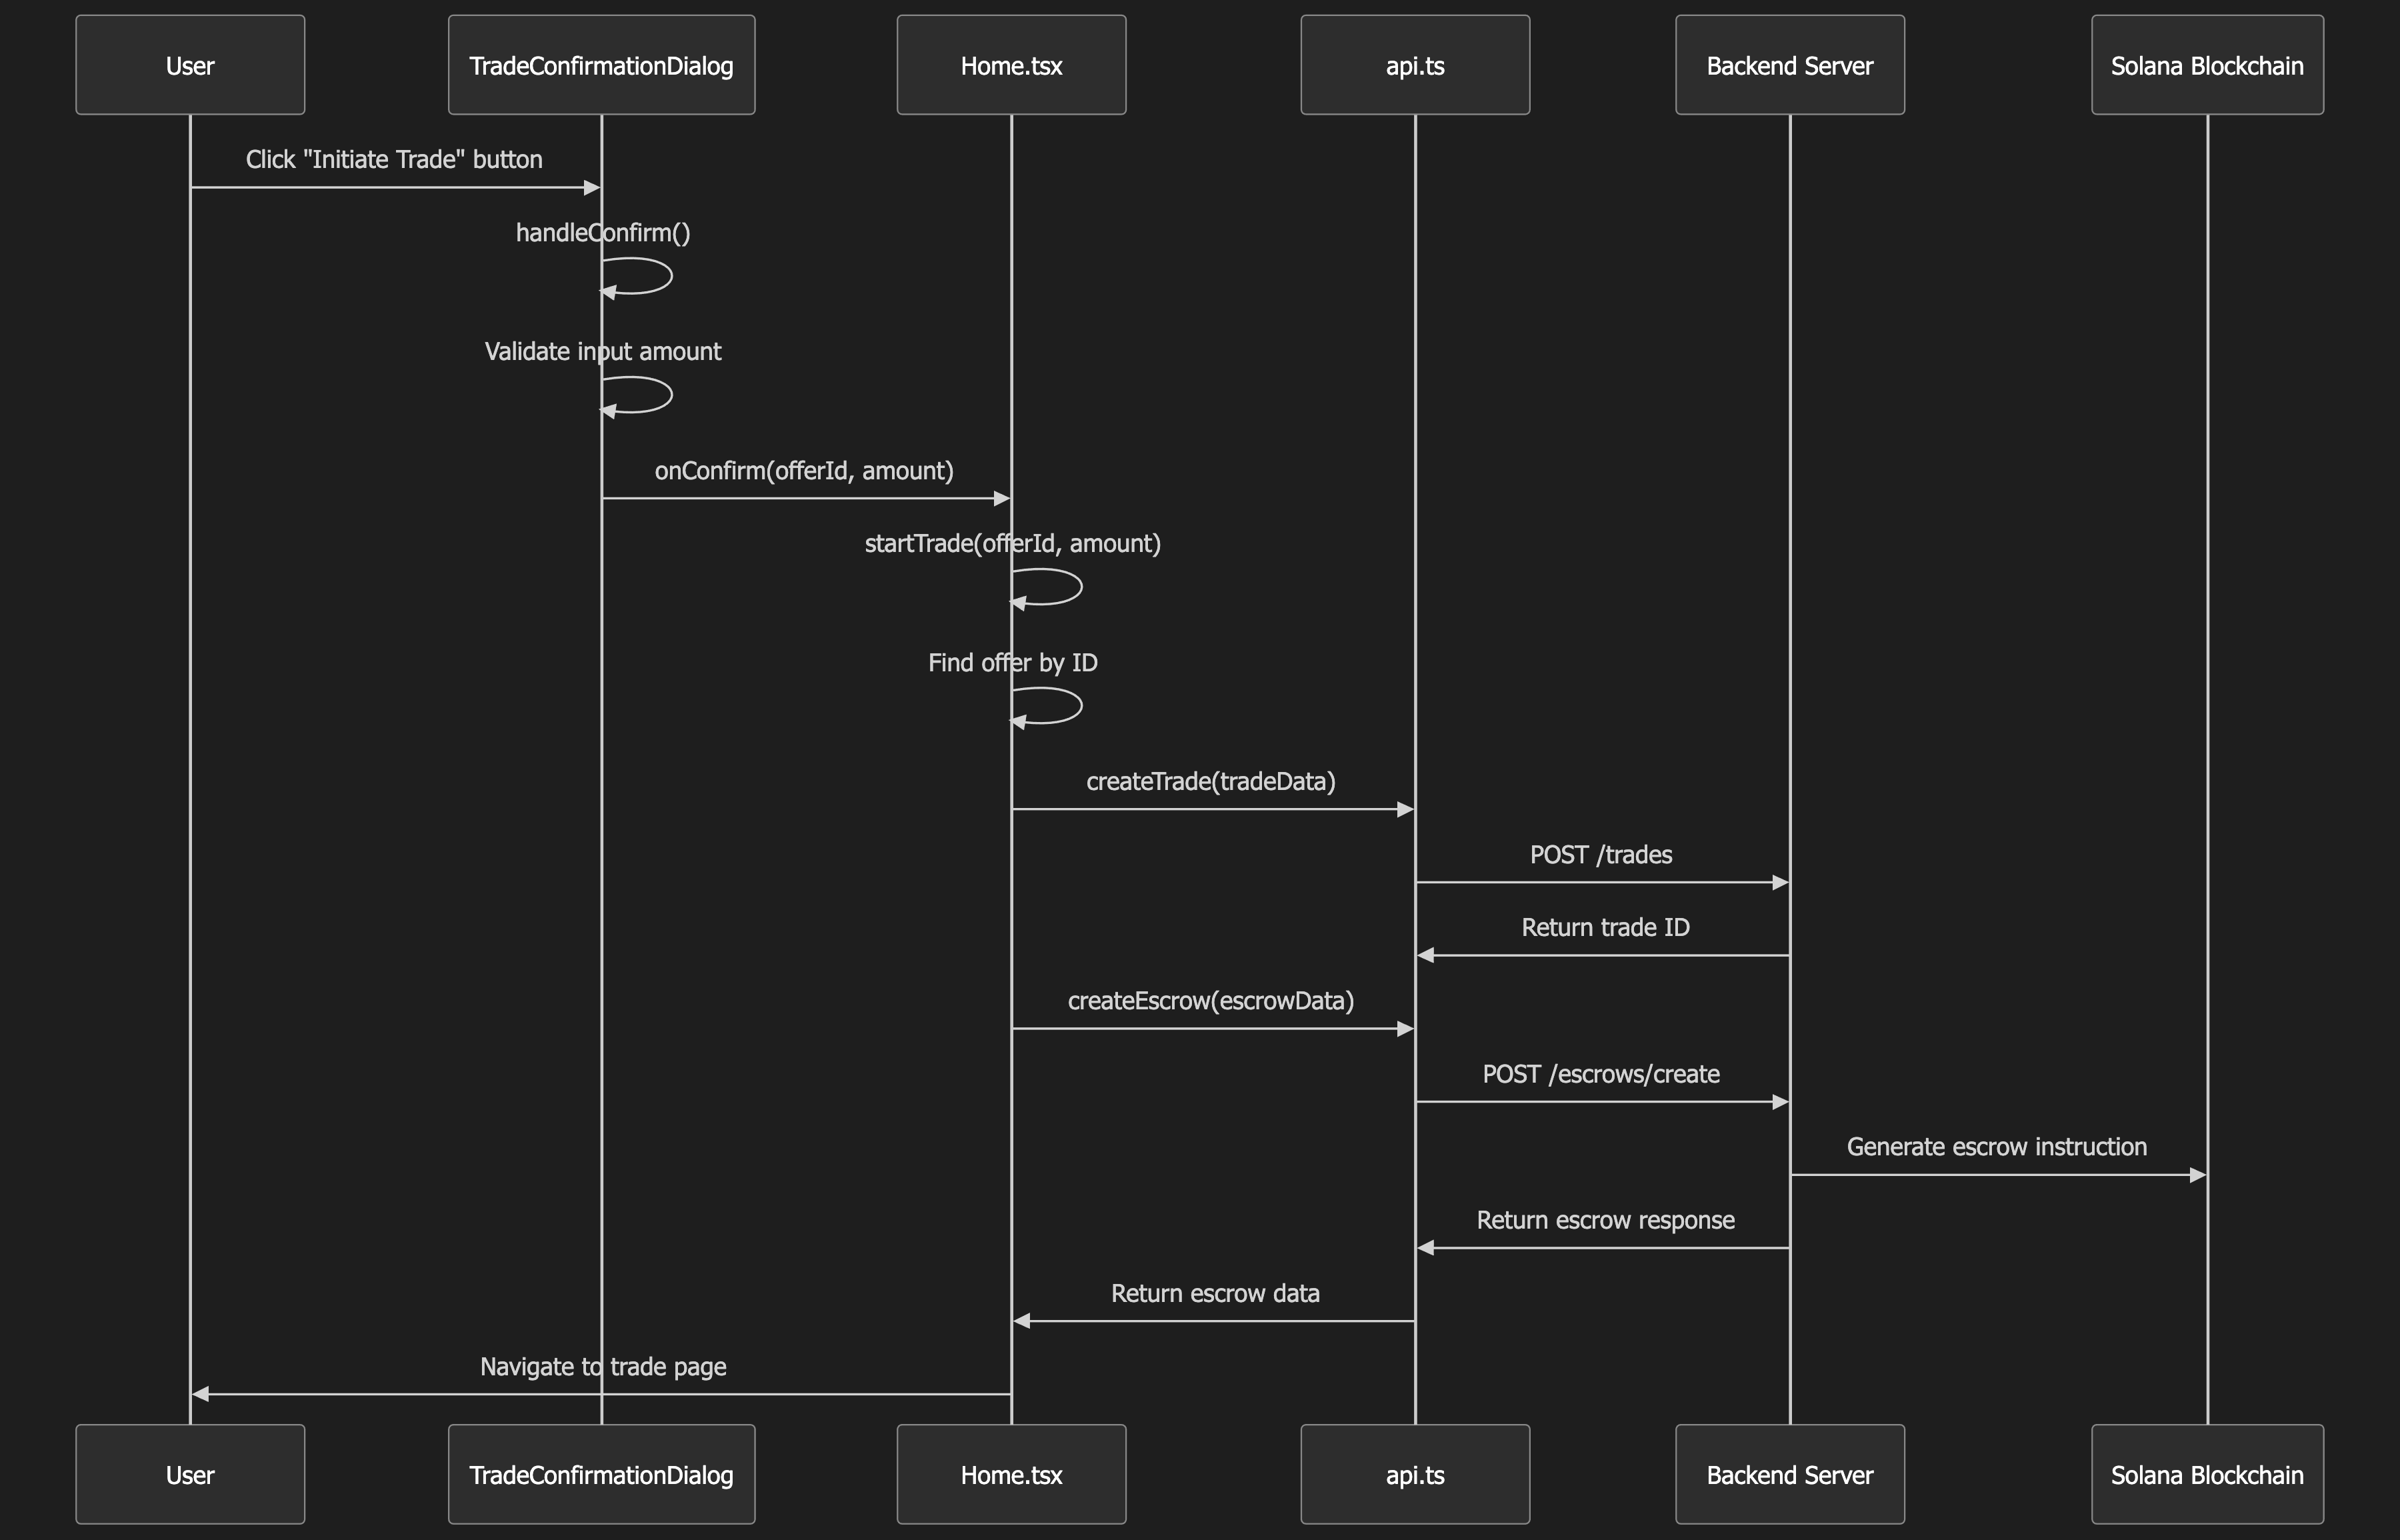 User
TradeConfirmationDialog
Home.tsx
api.ts
Backend Server
Solana Blockchain
Click "Initiate Trade" button
handleConfirm()
Validate input amount
onConfirm(offerId, amount)
startTrade(offerId, amount)
Find offer by ID
createTrade(tradeData)
POST /trades
Return trade ID
createEscrow(escrowData)
POST /escrows/create
Generate escrow instruction
Return escrow response
Return escrow data
Navigate to trade page
User
TradeConfirmationDialog
Home.tsx
api.ts
Backend Server
Solana Blockchain